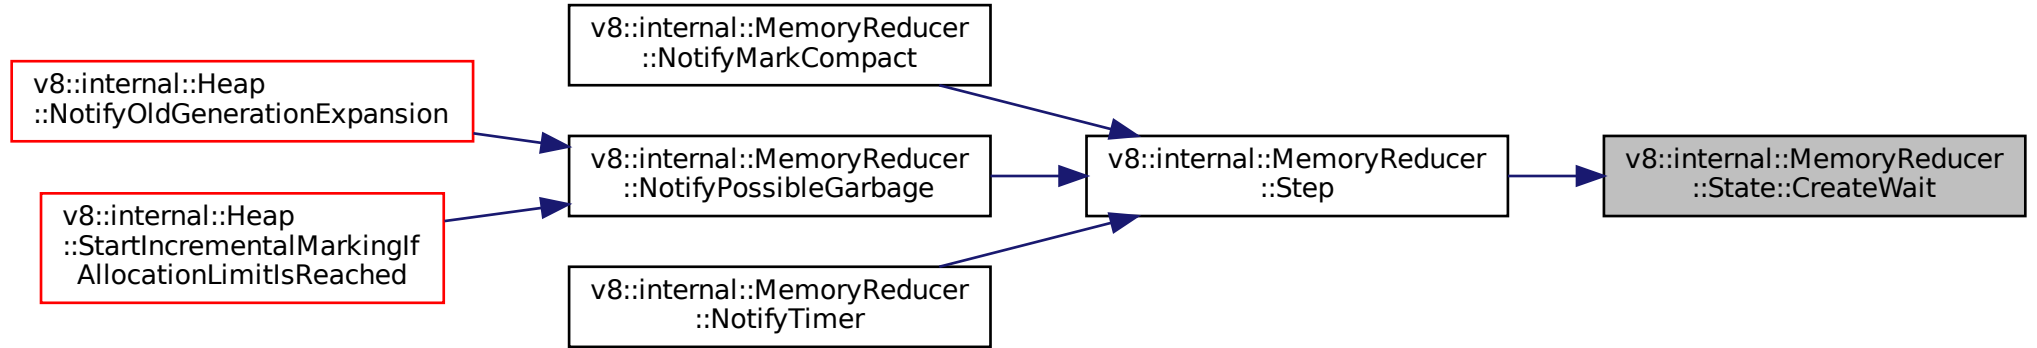 v8::internal::Heap
::NotifyOldGenerationExpansion
v8::internal::Heap
::StartIncrementalMarkingIf
AllocationLimitIsReached
v8::internal::MemoryReducer
::NotifyMarkCompact
v8::internal::MemoryReducer
::NotifyPossibleGarbage
v8::internal::MemoryReducer
::NotifyTimer
v8::internal::MemoryReducer
::Step
v8::internal::MemoryReducer
::State::CreateWait